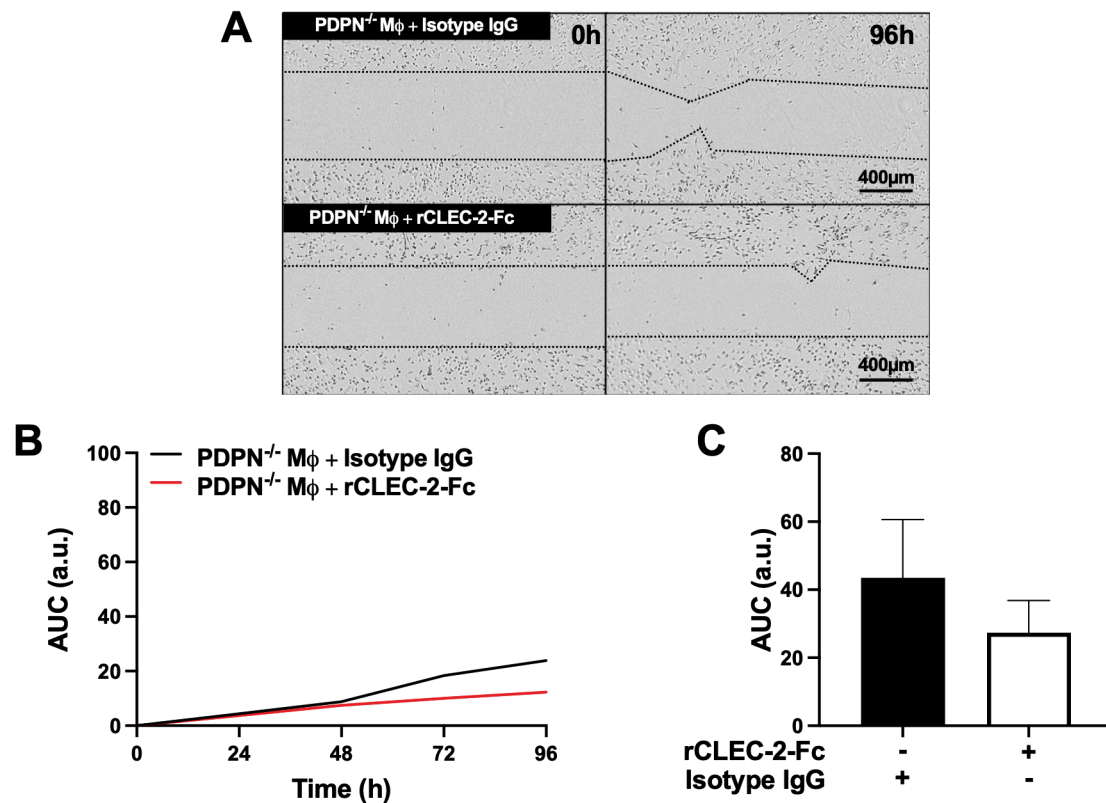 A
PDPN-/- Mϕ + Isotype IgG
0h
96h
400µm
PDPN-/- Mϕ + rCLEC-2-Fc
400µm
B
PDPN-/- Mϕ + Isotype IgG
PDPN-/- Mϕ + rCLEC-2-Fc
AUC (a.u.)
100
80
60
40
20
0
0 24 48 72 96
Time (h)
C
AUC (a.u.)
80
60
40
20
0
rCLEC-2-Fc - +
Isotype IgG + -